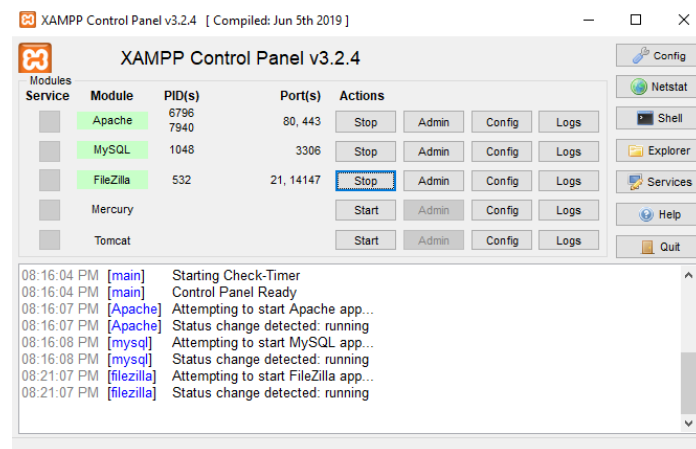 XAMPP Control Panel v3.2.4 [ Compiled: Jun 5th 2019 ]
XAMPP Control Panel v3.2.4
Config
Modules
Service Module PID(s) Port(s) Actions
Netstat
Apache 6796 7940 80, 443 Stop Admin Config Logs
Shell
MySQL 1048 3306 Stop Admin Config Logs
Explorer
FileZilla 532 21, 14147 Stop Admin Config Logs
Services
Mercury Start Admin Config Logs
Help
Tomcat Start Admin Config Logs
Quit
08:16:04 PM [main] Starting Check-Timer
08:16:04 PM [main] Control Panel Ready
08:16:07 PM [Apache] Attempting to start Apache app...
08:16:07 PM [Apache] Status change detected: running
08:16:08 PM [mysql] Attempting to start MySQL app...
08:16:08 PM [mysql] Status change detected: running
08:21:07 PM [filezilla] Attempting to start FileZilla app...
08:21:07 PM [filezilla] Status change detected: running